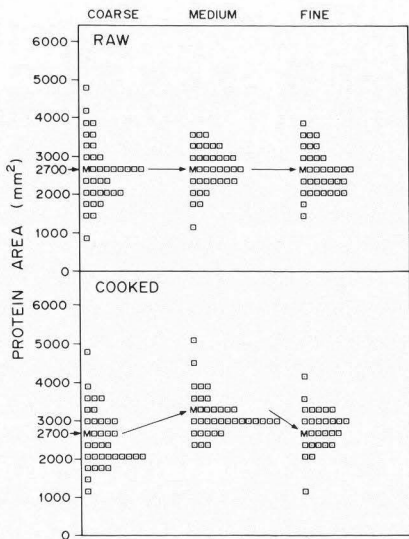 COARSE MEDIUM FINE
RAW
6000
5000
4000
3000
2700 M M M
2000
1000
0
COOKED
6000
5000
4000
3000 M
2700 M M
2000
1000
0
PROTEIN AREA (mm²)